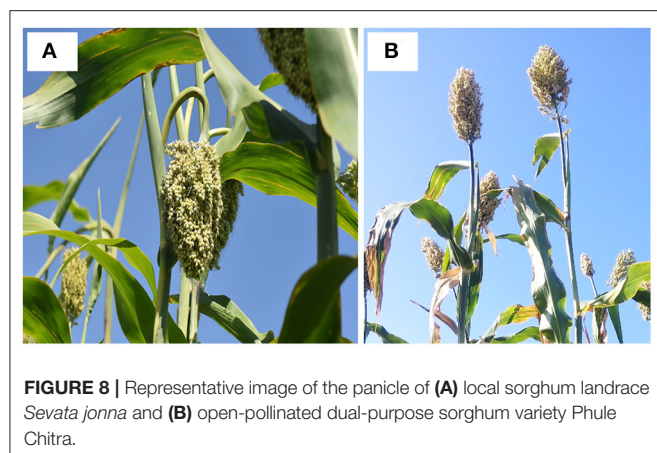 A
B
FIGURE 8 | Representative image of the panicle of (A) local sorghum landrace
Sevata jonna and (B) open-pollinated dual-purpose sorghum variety Phule
Chitra.